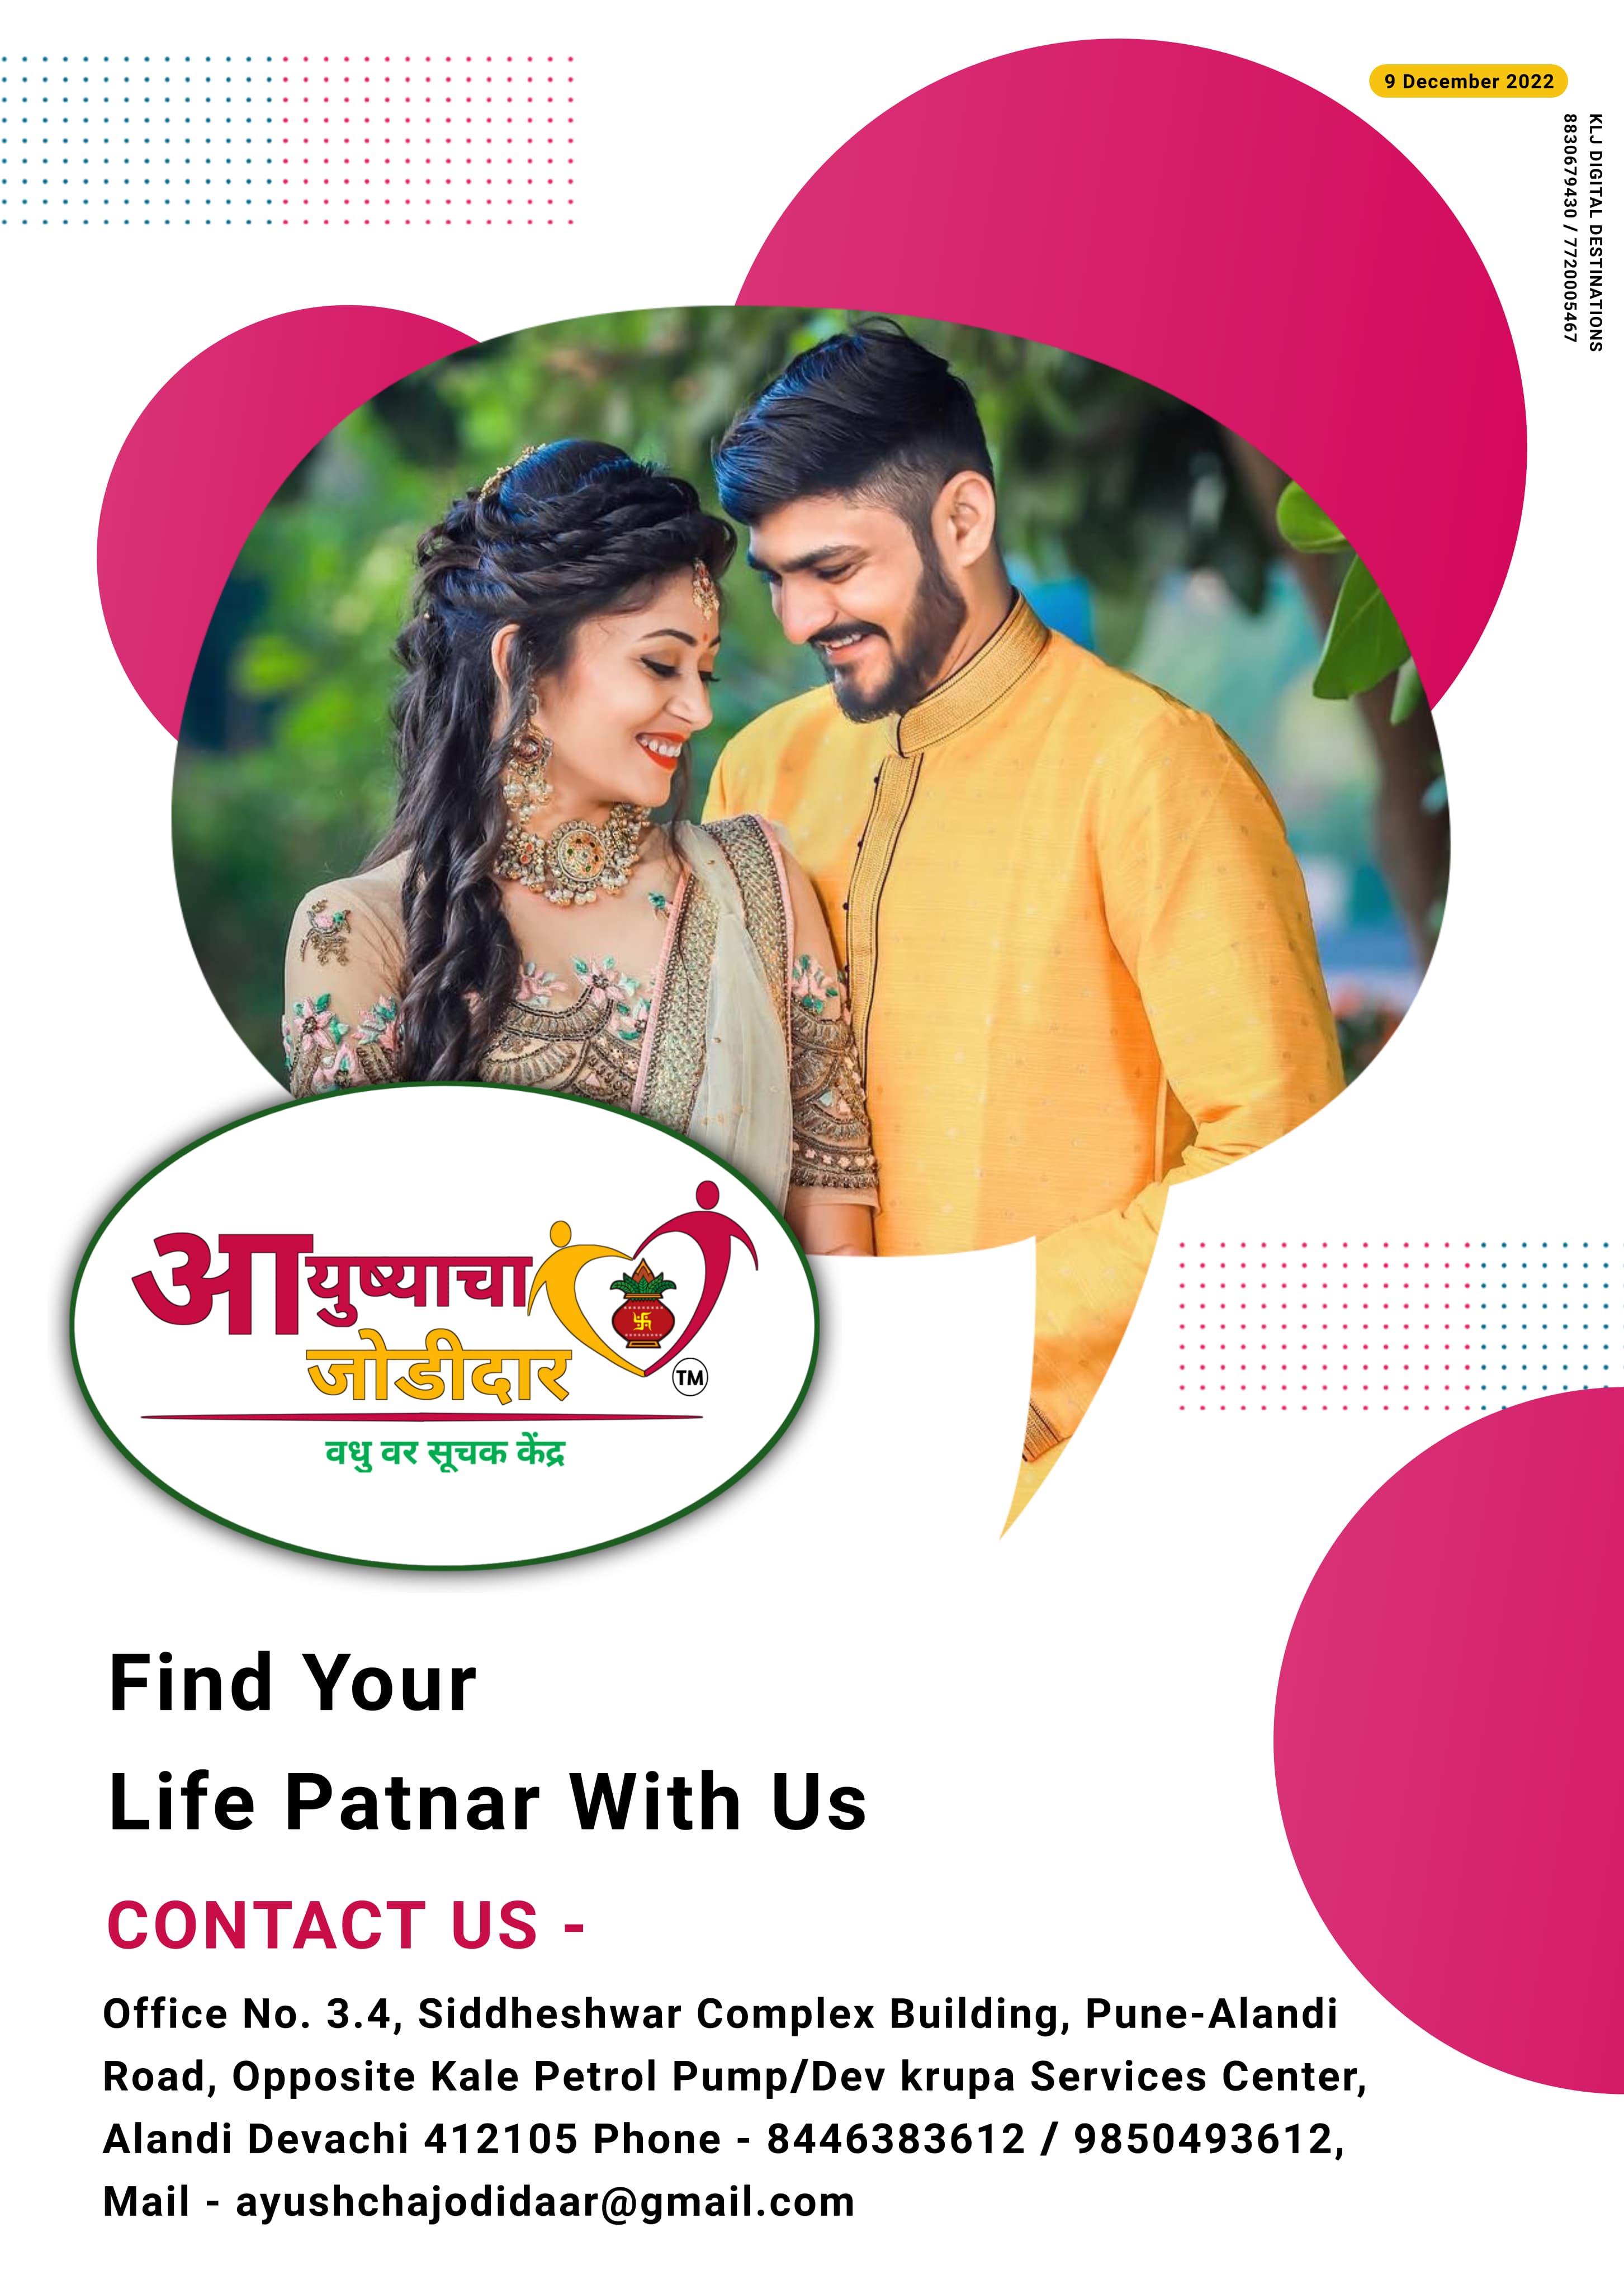 9 December 2022
KLJ DIGITAL DESTINATIONS
8830679430 / 7720005467
आयुष्याचा
जोडीदार
TM
वधु वर सूचक केंद्र
Find Your
Life Patnar With Us
CONTACT US -
Office No. 3.4, Siddheshwar Complex Building, Pune-Alandi
Road, Opposite Kale Petrol Pump/Dev krupa Services Center,
Alandi Devachi 412105 Phone - 8446383612 / 9850493612,
Mail - ayushchajodidaar@gmail.com